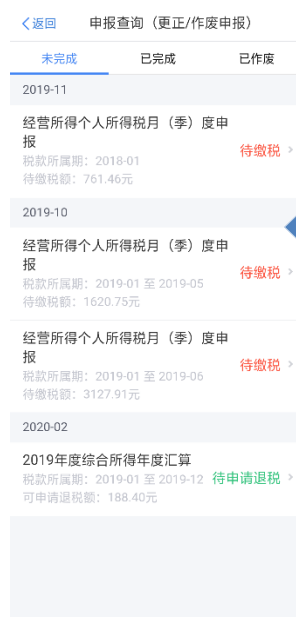 返回 申报查询（更正/作废申报）
未完成 已完成 已作废
2019-11
经营所得个人所得税月（季）度申
报
税款所属期：2018-01
待缴税额：761.46元
待缴税
2019-10
经营所得个人所得税月（季）度申
报
税款所属期：2019-01 至 2019-05
待缴税额：1620.75元
待缴税
经营所得个人所得税月（季）度申
报
税款所属期：2019-01 至 2019-06
待缴税额：3127.91元
待缴税
2020-02
2019年度综合所得年度汇算
税款所属期：2019-01 至 2019-12
可申请退税额：188.40元
待申请退税